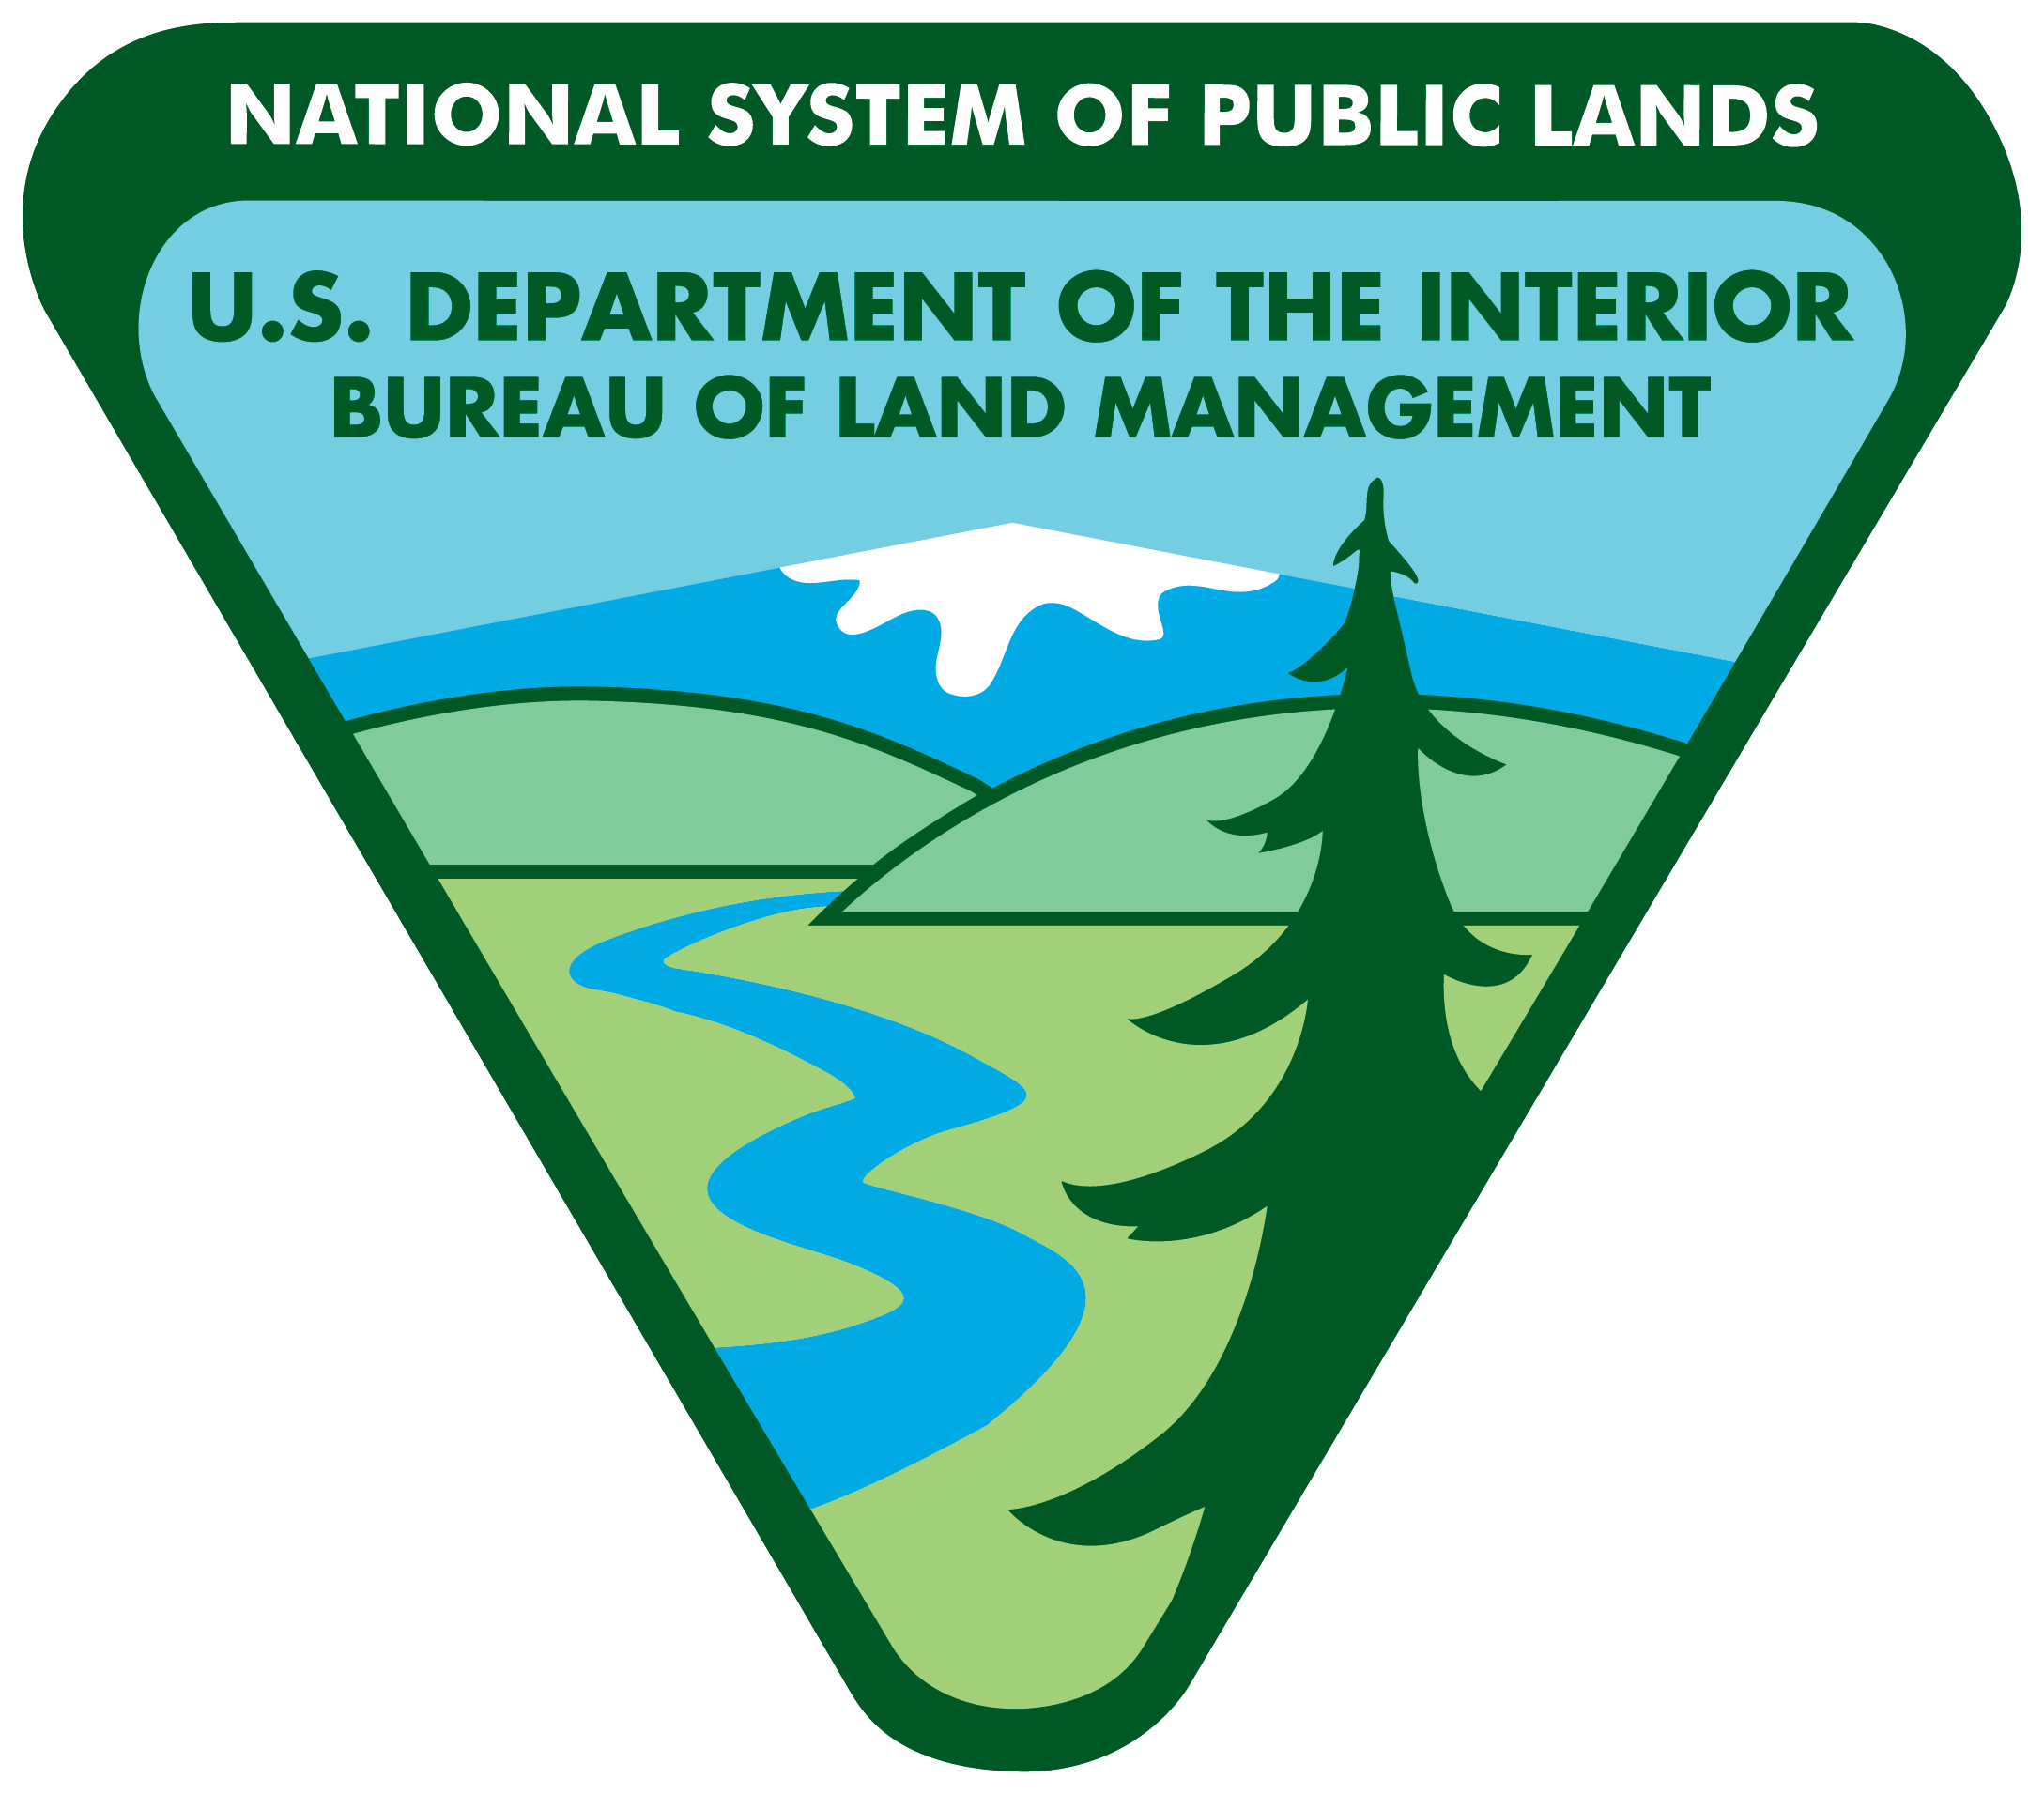 NATIONAL SYSTEM OF PUBLIC LANDS
U.S. DEPARTMENT OF THE INTERIOR
BUREAU OF LAND MANAGEMENT